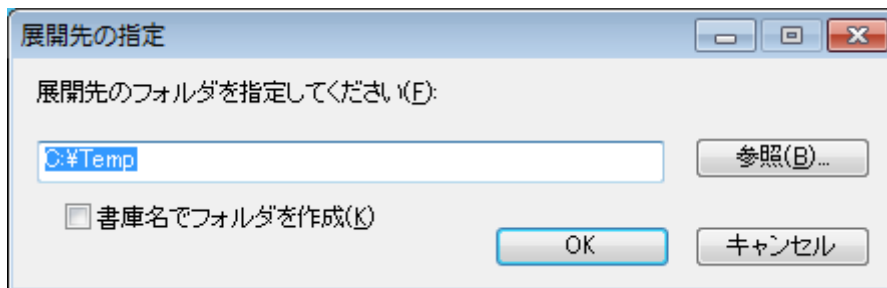 展開先の指定
展開先のフォルダを指定してください(F):
C:¥Temp
参照(B)...
書庫名でフォルダを作成(K)
OK
キャンセル